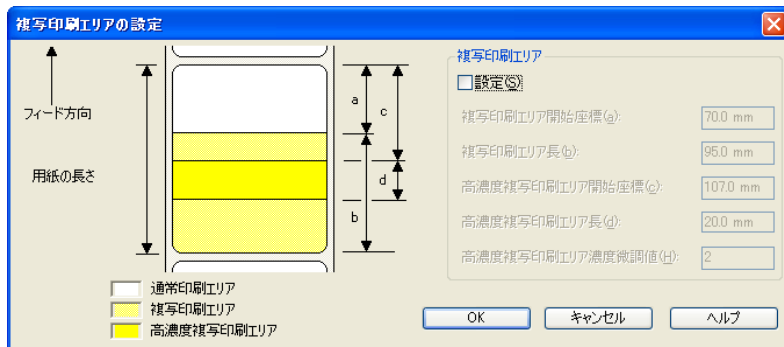 複写印刷エリアの設定
フィード方向
用紙の長さ
a
c
d
b
通常印刷エリア
複写印刷エリア
高濃度複写印刷エリア
複写印刷エリア
設定(S)
複写印刷エリア開始座標(a):
70.0 mm
複写印刷エリア長(b):
95.0 mm
高濃度複写印刷エリア開始座標(c):
107.0 mm
高濃度複写印刷エリア長(d):
20.0 mm
高濃度複写印刷エリア濃度微調値(H):
2
OK
キャンセル
ヘルプ